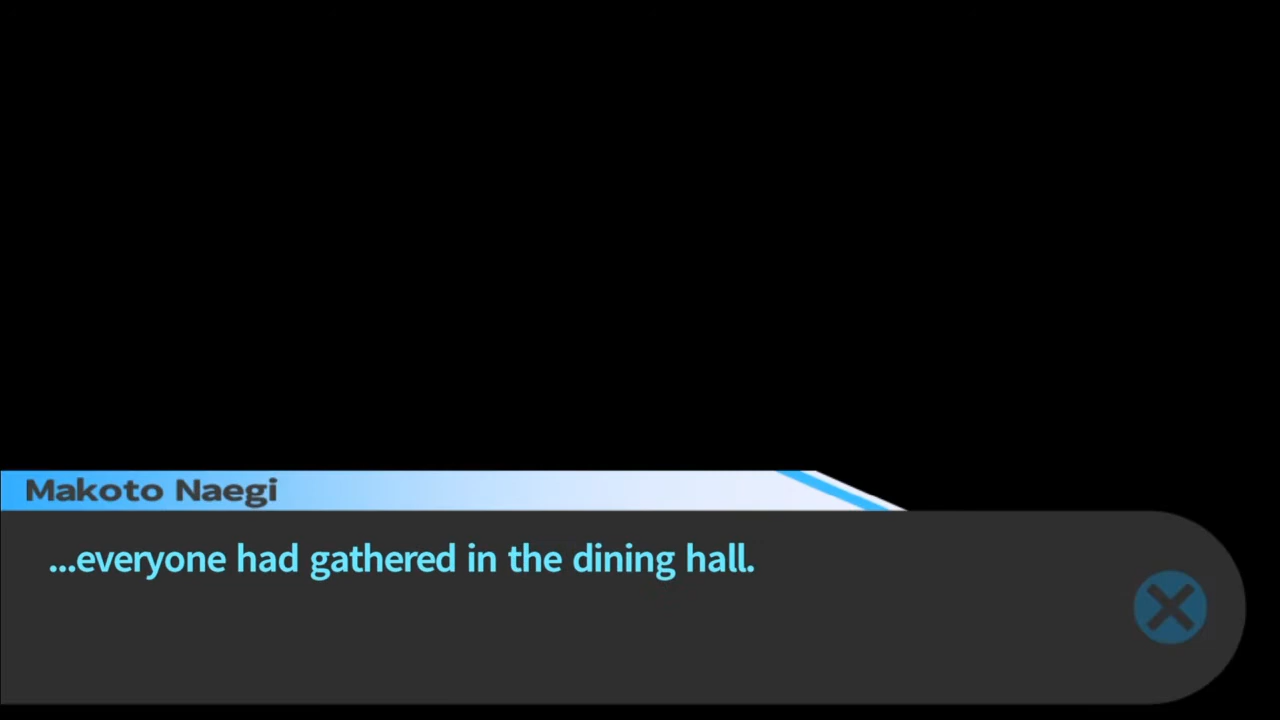 Makoto Naegi
...everyone had gathered in the dining hall.